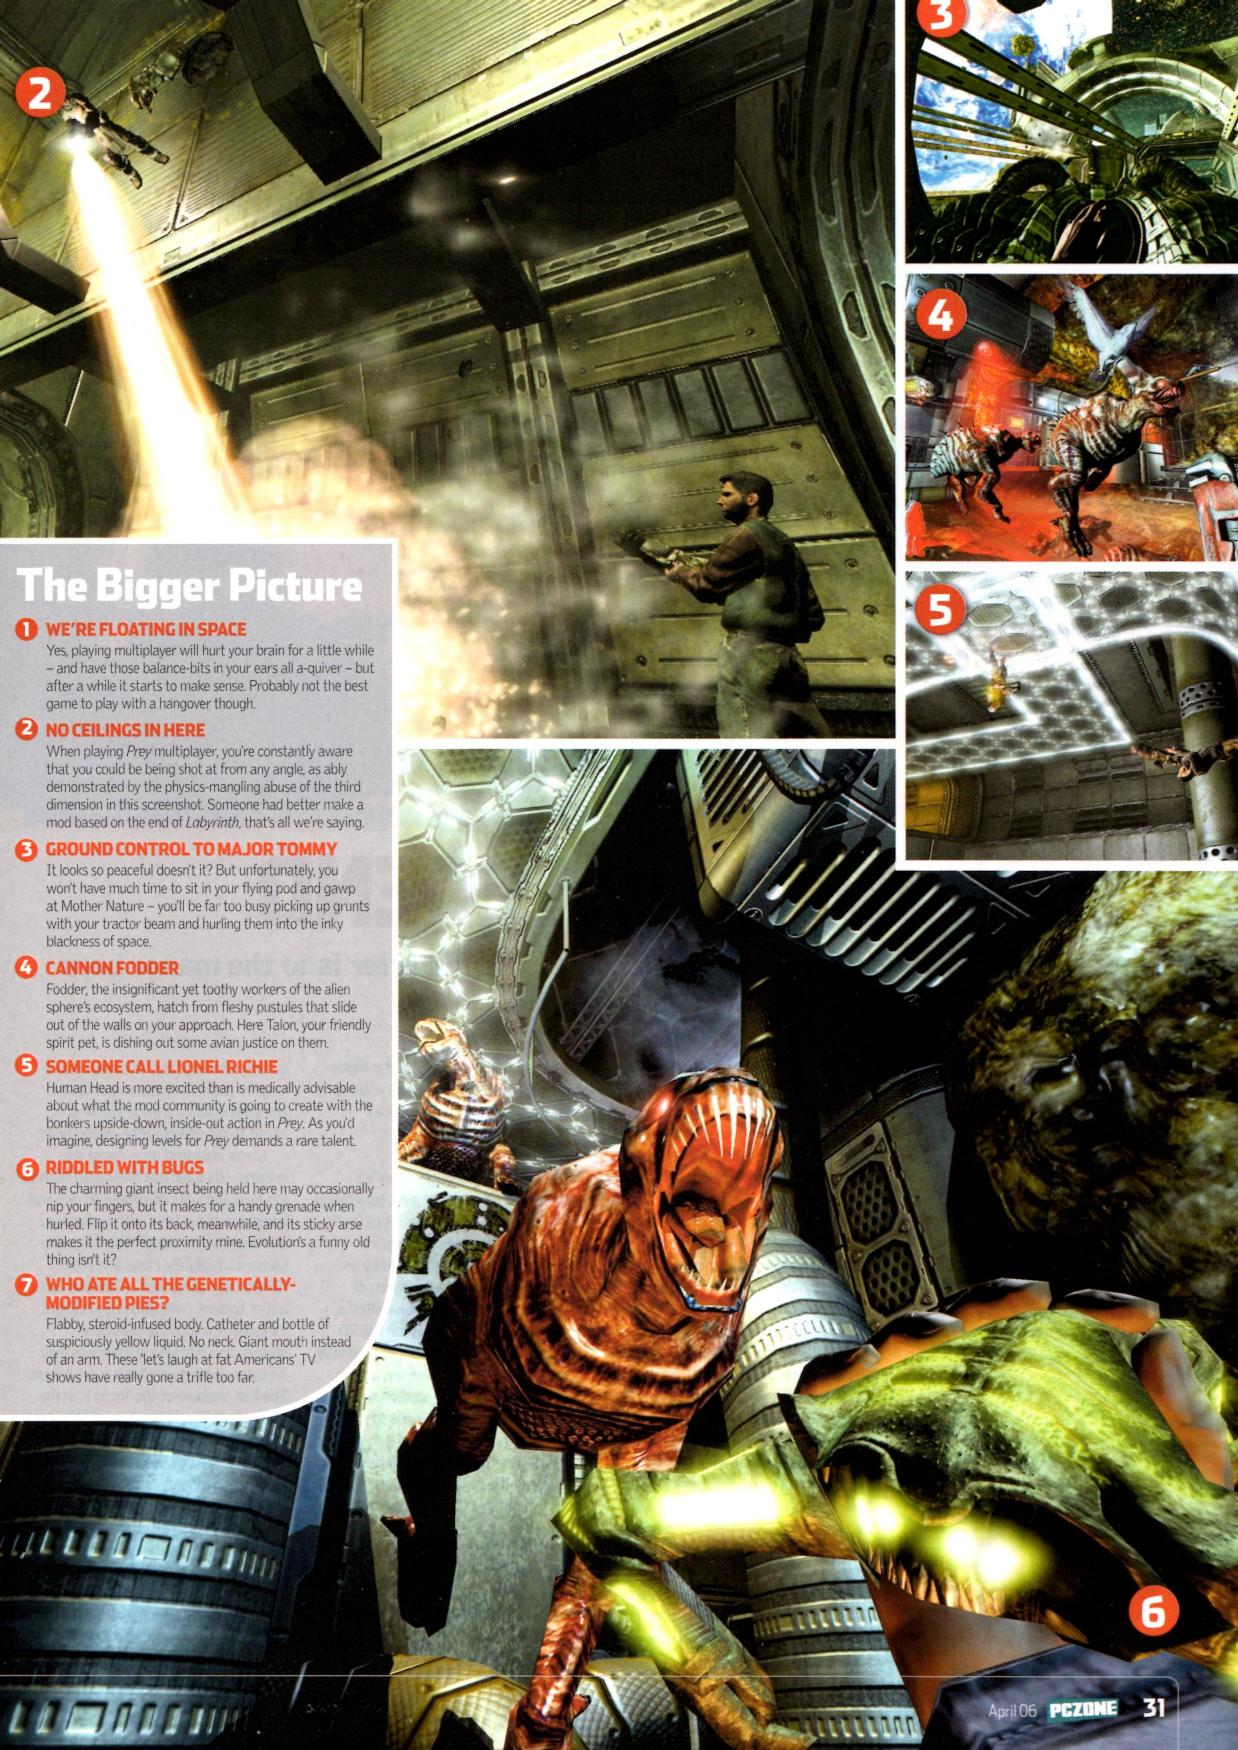 2
3
4
5
The Bigger Picture
1 WE'RE FLOATING IN SPACE
Yes, playing multiplayer will hurt your brain for a little while
– and have those balance-bits in your ears all a-quiver – but
after a while it starts to make sense. Probably not the best
game to play with a hangover though.
2 NO CEILINGS IN HERE
When playing Prey multiplayer, you're constantly aware
that you could be being shot at from any angle, as ably
demonstrated by the physics-mangling abuse of the third
dimension in this screenshot. Someone had better make a
mod based on the end of Labyrinth, that's all we're saying.
3 GROUND CONTROL TO MAJOR TOMMY
It looks so peaceful doesn't it? But unfortunately, you
won't have much time to sit in your flying pod and gawp
at Mother Nature – you'll be far too busy picking up grunts
with your tractor beam and hurling them into the inky
blackness of space.
4 CANNON FODDER
Fodder, the insignificant yet toothy workers of the alien
sphere's ecosystem, hatch from fleshy pustules that slide
out of the walls on your approach. Here Talon, your friendly
spirit pet, is dishing out some avian justice on them.
5 SOMEONE CALL LIONEL RICHIE
Human Head is more excited than is medically advisable
about what the mod community is going to create with the
bonkers upside-down, inside-out action in Prey. As you'd
imagine, designing levels for Prey demands a rare talent.
6 RIDDLED WITH BUGS
The charming giant insect being held here may occasionally
nip your fingers, but it makes for a handy grenade when
hurled. Flip it onto its back, meanwhile, and its sticky arse
makes it the perfect proximity mine. Evolution's a funny old
thing isn't it?
7 WHO ATE ALL THE GENETICALLY-
MODIFIED PIES?
Flabby, steroid-infused body. Catheter and bottle of
suspiciously yellow liquid. No neck. Giant mouth instead
of an arm. These 'let's laugh at fat Americans' TV
shows have really gone a trifle too far.
6
April 06 PCZONE 31